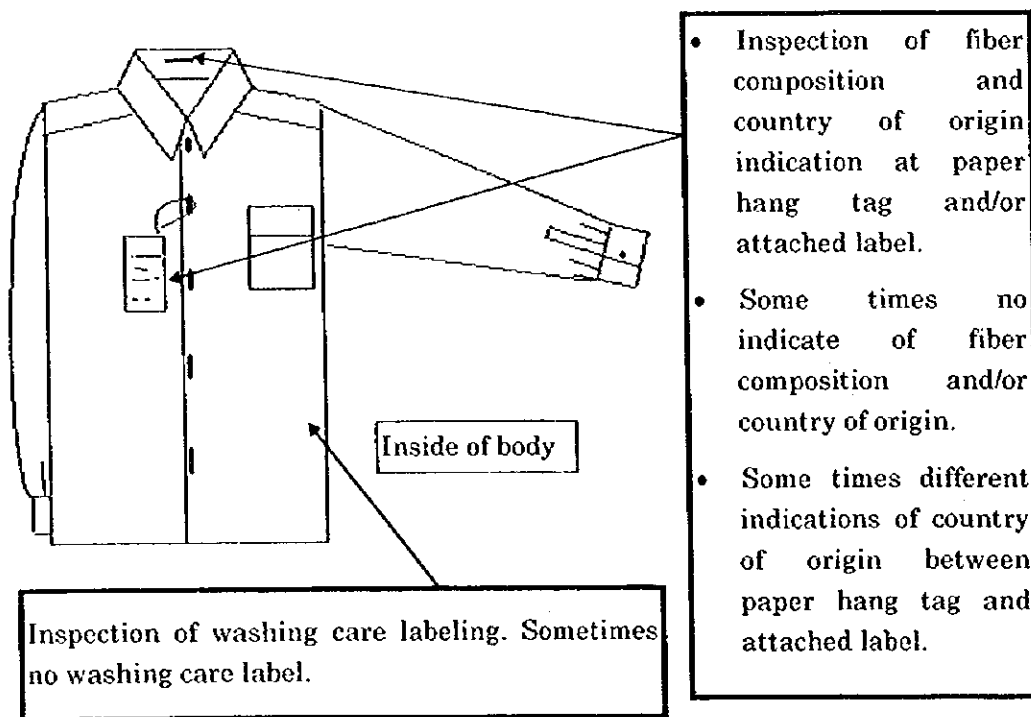 • Inspection of fiber
composition and
country of origin
indication at paper
hang tag and/or
attached label.
• Some times no
indicate of fiber
composition and/or
country of origin.
• Some times different
indications of country
of origin between
paper hang tag and
attached label.
Inside of body
Inspection of washing care labeling. Sometimes
no washing care label.